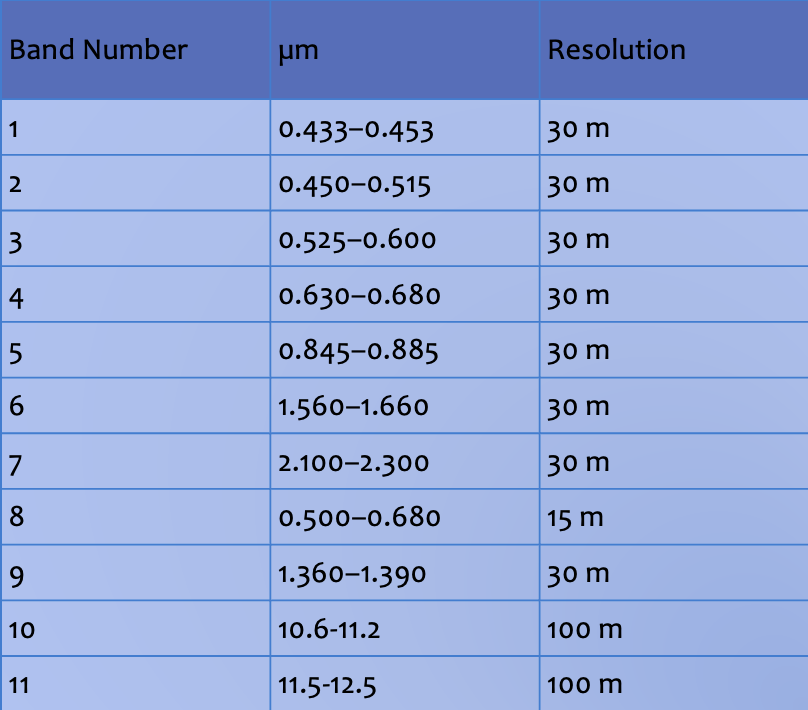 Band Number µm Resolution
1 0.433–0.453 30 m
2 0.450–0.515 30 m
3 0.525–0.600 30 m
4 0.630–0.680 30 m
5 0.845–0.885 30 m
6 1.560–1.660 30 m
7 2.100–2.300 30 m
8 0.500–0.680 15 m
9 1.360–1.390 30 m
10 10.6-11.2 100 m
11 11.5-12.5 100 m